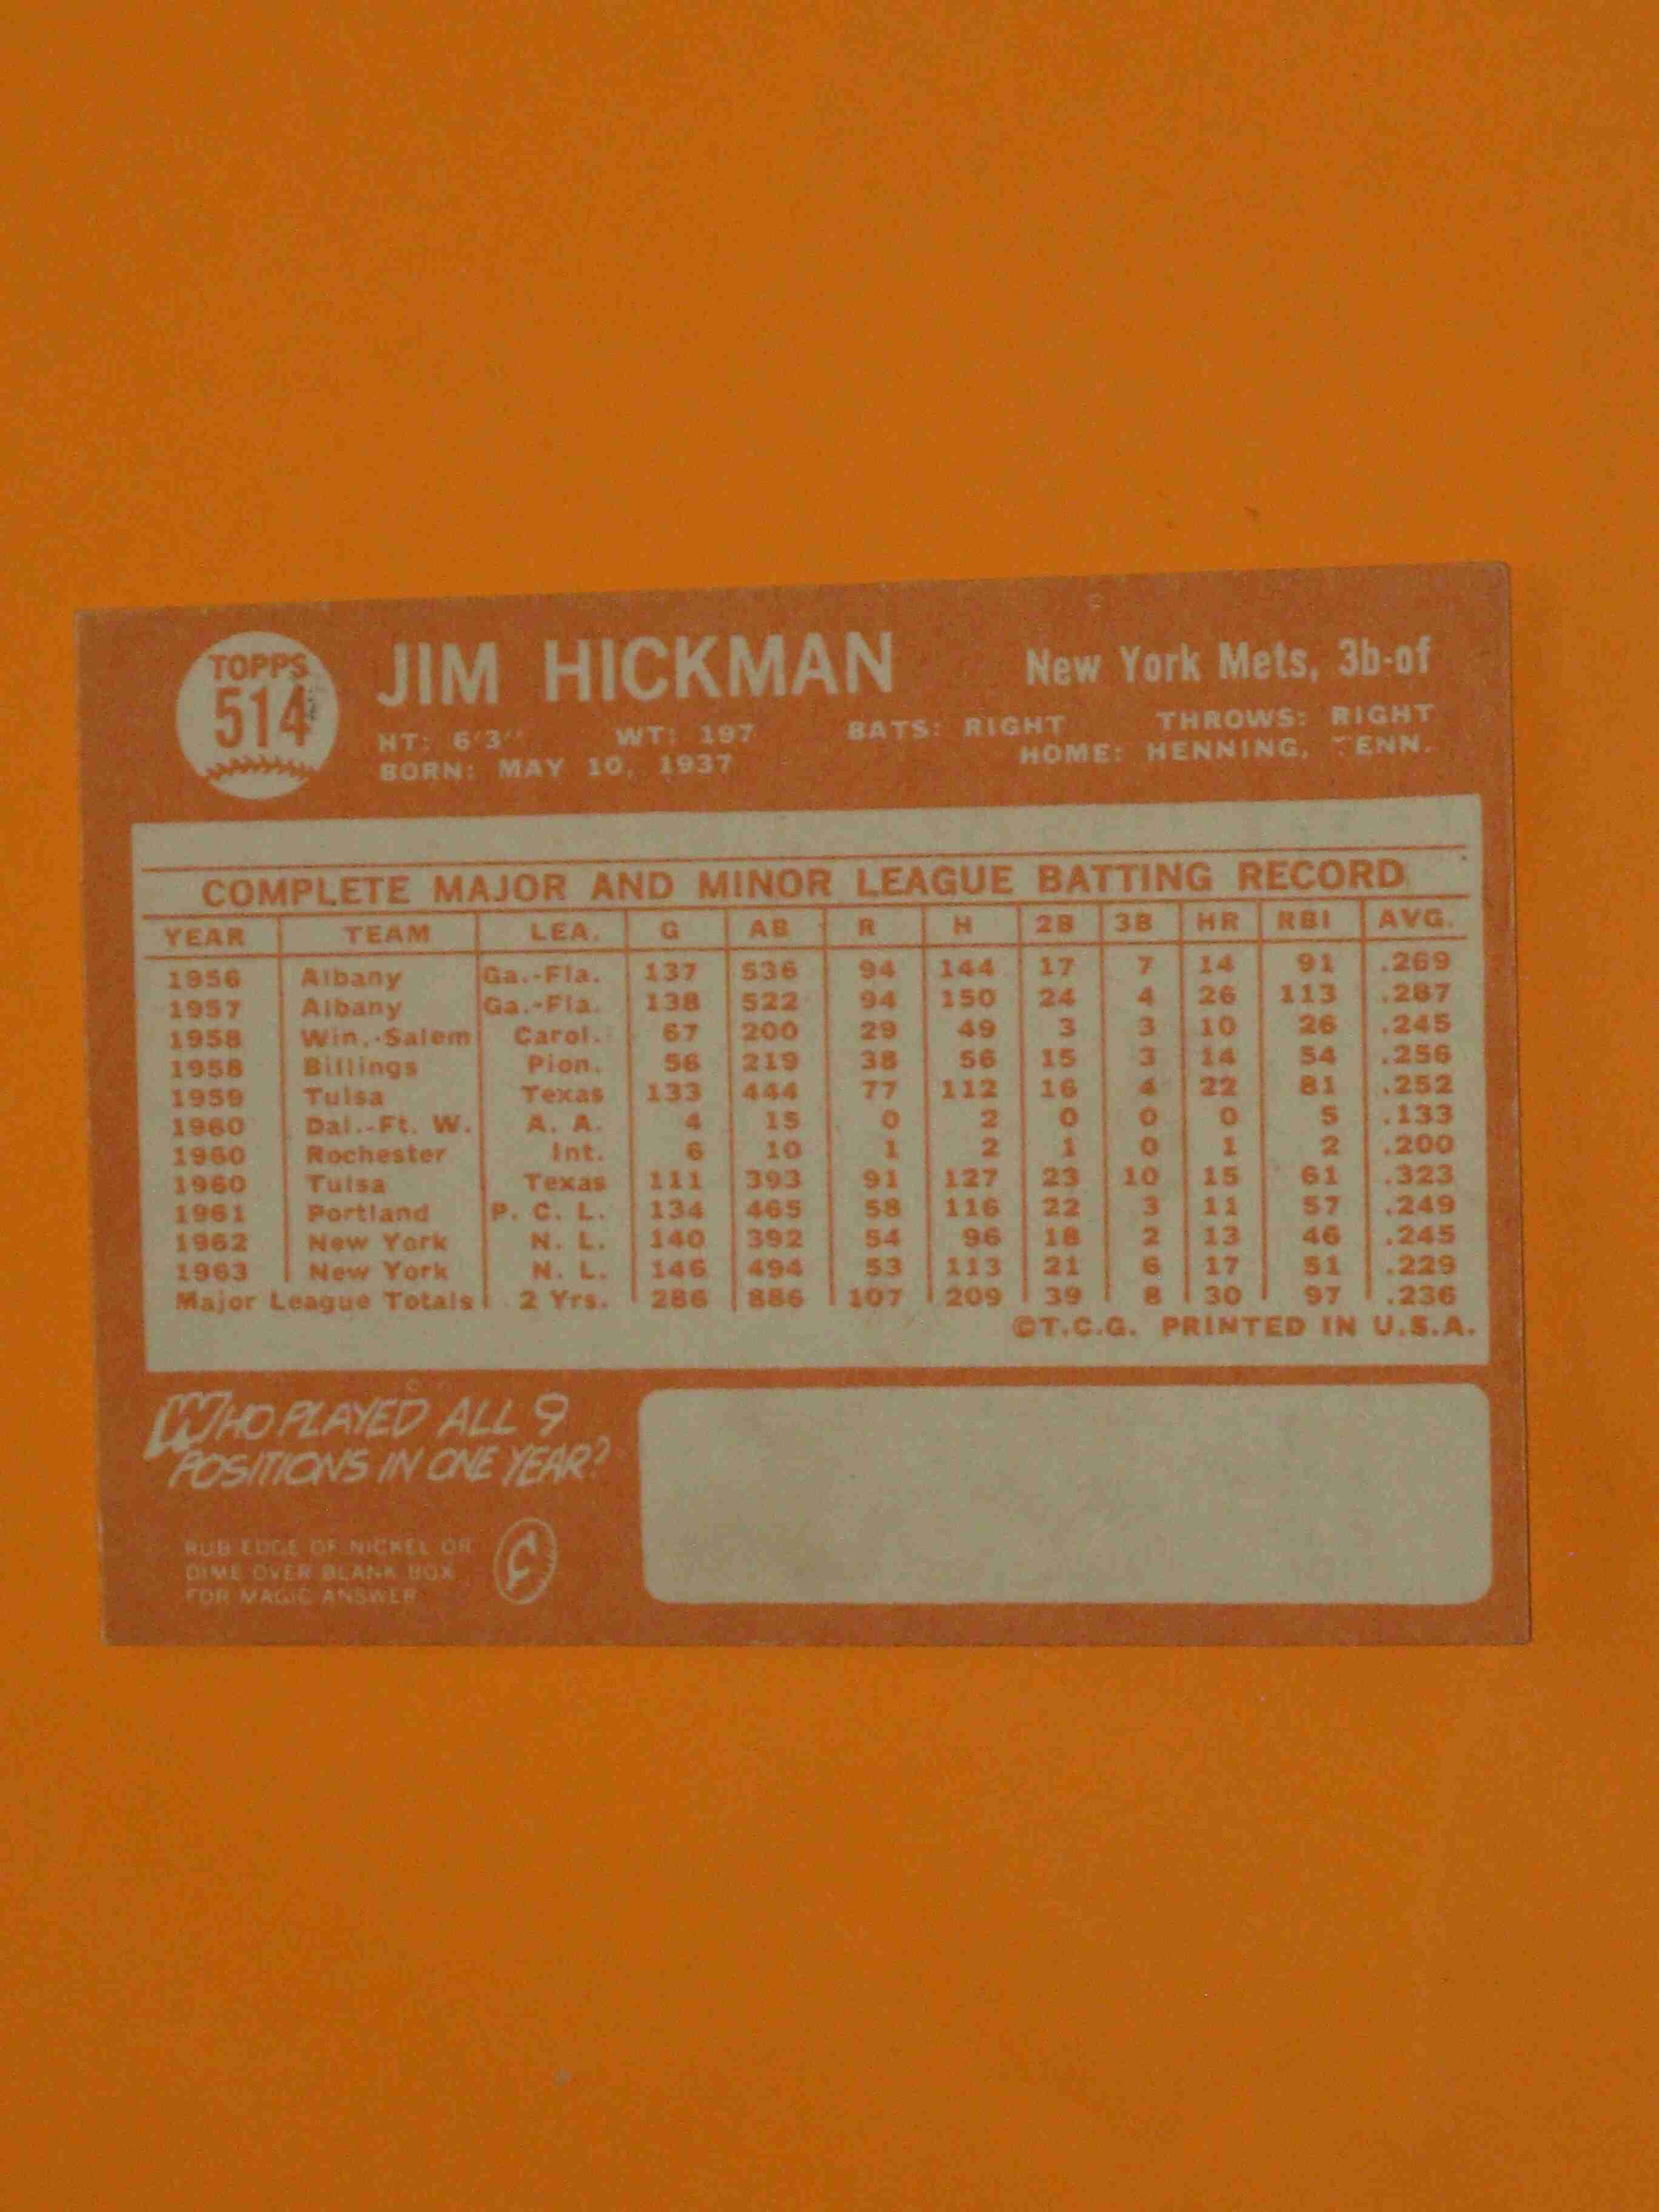 TOPPS
514
JIM HICKMAN
New York Mets, 3b-of
HT: 6'3" WT: 197 BATS: RIGHT THROWS: RIGHT
BORN: MAY 10, 1937 HOME: HENNING, TENN.
COMPLETE MAJOR AND MINOR LEAGUE BATTING RECORD
YEAR TEAM LEA. G AB R H 2B 3B HR RBI AVG.
1956 Albany Ga.-Fla. 137 536 94 144 17 7 14 91 .269
1957 Albany Ga.-Fla. 138 522 94 150 24 4 26 113 .287
1958 Win.-Salem Carol. 67 200 29 49 3 3 10 26 .245
1958 Billings Pion. 56 219 38 56 15 3 14 54 .256
1959 Tulsa Texas 133 444 77 112 16 4 22 81 .252
1960 Dal.-Ft. W. A. A. 4 15 0 2 0 0 0 5 .133
1960 Rochester Int. 6 10 1 2 1 0 1 2 .200
1960 Tulsa Texas 111 393 91 127 23 10 15 61 .323
1961 Portland P. C. L. 134 465 58 116 22 3 11 57 .249
1962 New York N. L. 140 392 54 96 18 2 13 46 .245
1963 New York N. L. 146 494 53 113 21 6 17 51 .229
Major League Totals 2 Yrs. 286 886 107 209 39 8 30 97 .236
©T.C.G. PRINTED IN U.S.A.
WHO PLAYED ALL 9
POSITIONS IN ONE YEAR?
RUB EDGE OF NICKEL OR
DIME OVER BLANK BOX
FOR MAGIC ANSWER